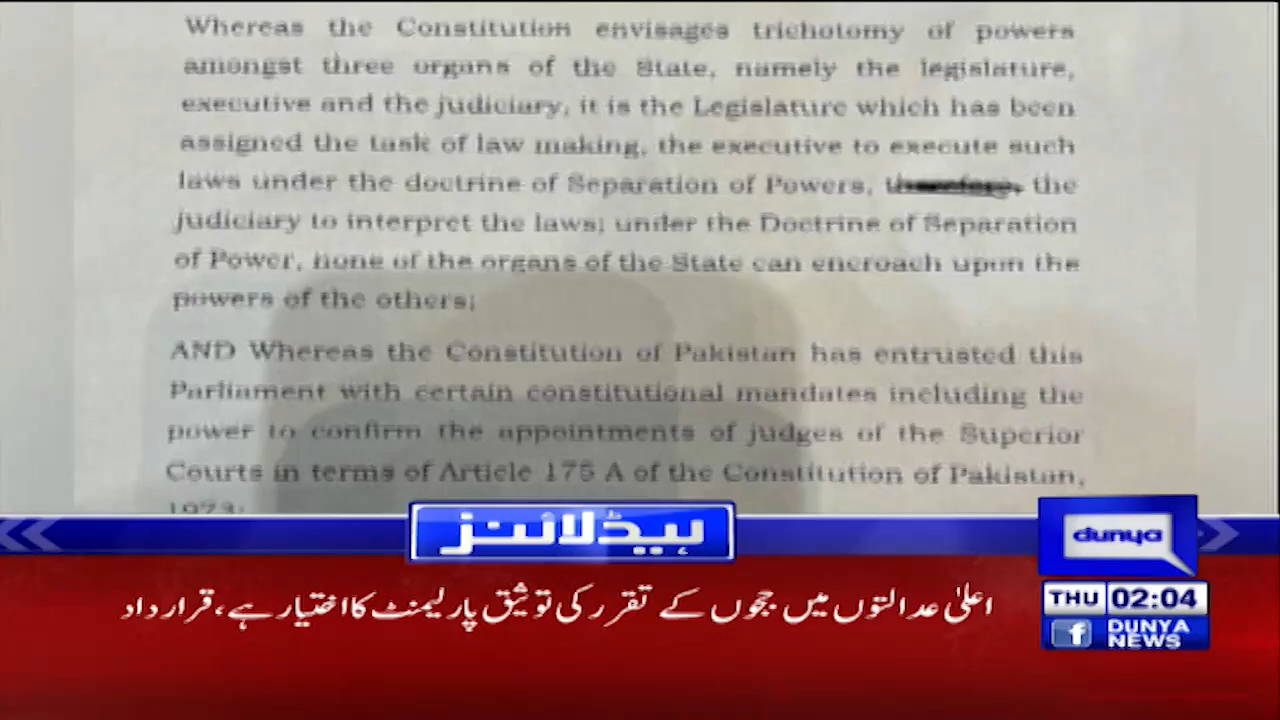 Whereas the Constitution envisages trichotomy of powers
amongst three organs of the State, namely the legislature,
executive and the judiciary, it is the Legislature which has been
assigned the task of law making, the executive to execute such
laws under the doctrine of Separation of Powers, therefore, the
judiciary to interpret the laws; under the Doctrine of Separation
of Power, none of the organs of the State can encroach upon the
powers of the others;
AND Whereas the Constitution of Pakistan has entrusted this
Parliament with certain constitutional mandates including the
power to confirm the appointments of judges of the Superior
Courts in terms of Article 175 A of the Constitution of Pakistan,
1973;
ہیڈلائنز
dunya
اعلیٰ عدالتوں میں ججوں کے تقرر کی توثیق پارلیمنٹ کا اختیار ہے، قرارداد
THU 02:04
f DUNYA
NEWS